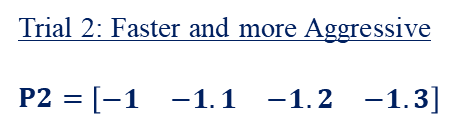 Trial 2: Faster and more Aggressive
P2 = [−1 −1.1 −1.2 −1.3]